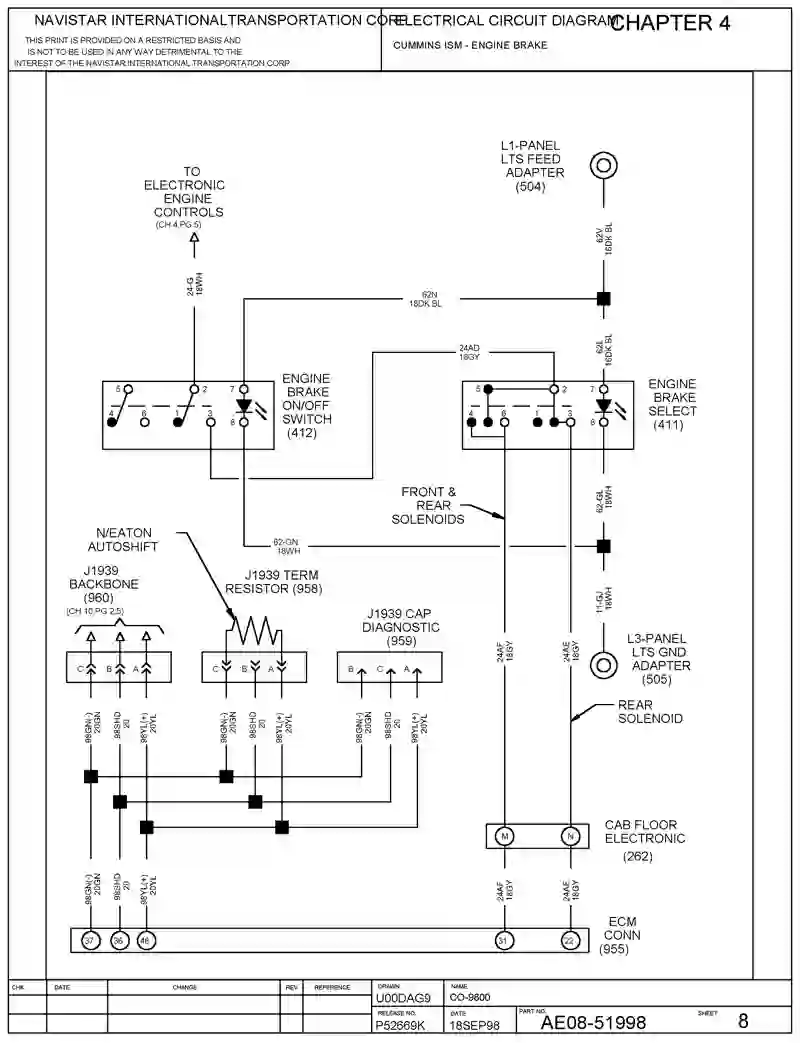 NAVISTAR INTERNATIONAL TRANSPORTATION CORP.
ELECTRICAL CIRCUIT DIAGRAM
CHAPTER 4
THIS PRINT IS PROVIDED ON A RESTRICTED BASIS AND
IS NOT TO BE USED IN ANY WAY DETRIMENTAL TO THE
INTEREST OF THE NAVISTAR INTERNATIONAL TRANSPORTATION CORP
CUMMINS ISM - ENGINE BRAKE
L1-PANEL
LTS FEED
ADAPTER
(504)
TO
ELECTRONIC
ENGINE
CONTROLS
(CH 4,PG 5)
62V
16DK BL
24-G
18WH
62N
18DK BL
62L
16DK BL
24AD
18GY
5
2
7
4
6
1
3
8
ENGINE
BRAKE
ON/OFF
SWITCH
(412)
5
2
7
4
6
1
3
8
ENGINE
BRAKE
SELECT
(411)
FRONT &
REAR
SOLENOIDS
62-GL
18WH
N/EATON
AUTOSHIFT
62-GN
18WH
J1939
BACKBONE
(960)
(CH 10,PG 2,5)
J1939 TERM
RESISTOR (958)
J1939 CAP
DIAGNOSTIC
(959)
11-GJ
18WH
L3-PANEL
LTS GND
ADAPTER
(505)
24AF
18GY
24AE
18GY
C
B
A
C
B
A
B
C
A
REAR
SOLENOID
98GN(-)
20GN
98SHD
20
98YL(+)
20YL
98GN(-)
20GN
98SHD
20
98YL(+)
20YL
98GN(-)
20GN
98SHD
20
98YL(+)
20YL
M
N
CAB FLOOR
ELECTRONIC
(262)
98GN(-)
20GN
98SHD
20
98YL(+)
20YL
24AF
18GY
24AE
18GY
37
36
46
31
22
ECM
CONN
(955)
CHK
DATE
CHANGE
REV
REFERENCE
DRAWN
U00DAG9
NAME
CO-9800
RELEASE NO.
P52669K
DATE
18SEP98
PART NO.
AE08-51998
SHEET
8